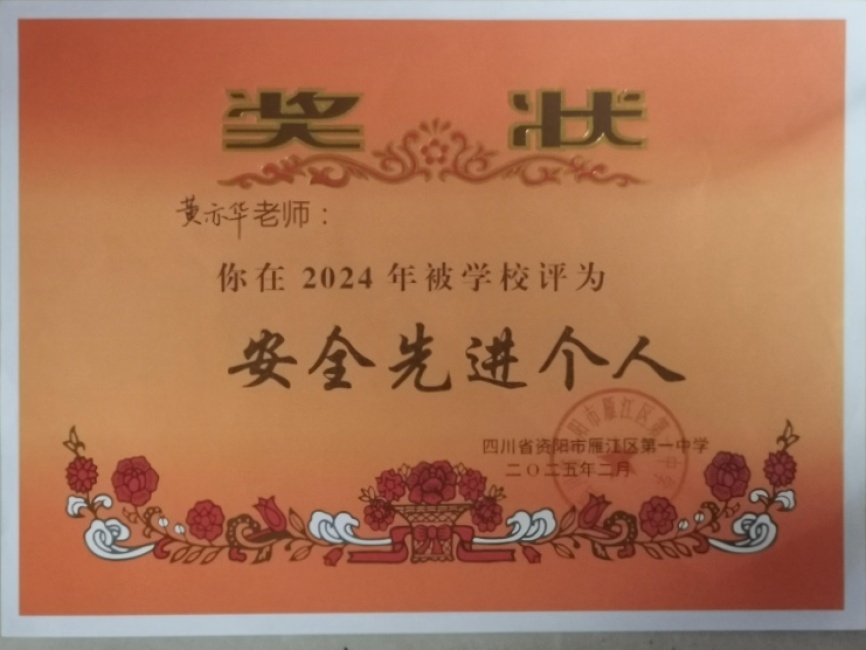 奖状
黄亦华老师：
你在 2024 年被学校评为
安全先进个人
四川省资阳市雁江区第一中学
二〇二五年二月